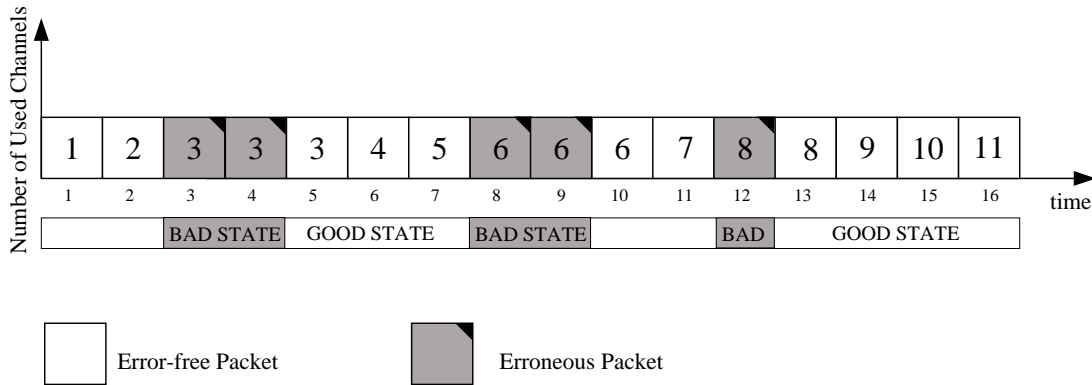 Number of Used Channels
1 2 3 3 3 4 5 6 6 6 7 8 8 9 10 11
1 2 3 4 5 6 7 8 9 10 11 12 13 14 15 16
time
BAD STATE GOOD STATE BAD STATE BAD GOOD STATE
Error-free Packet Erroneous Packet